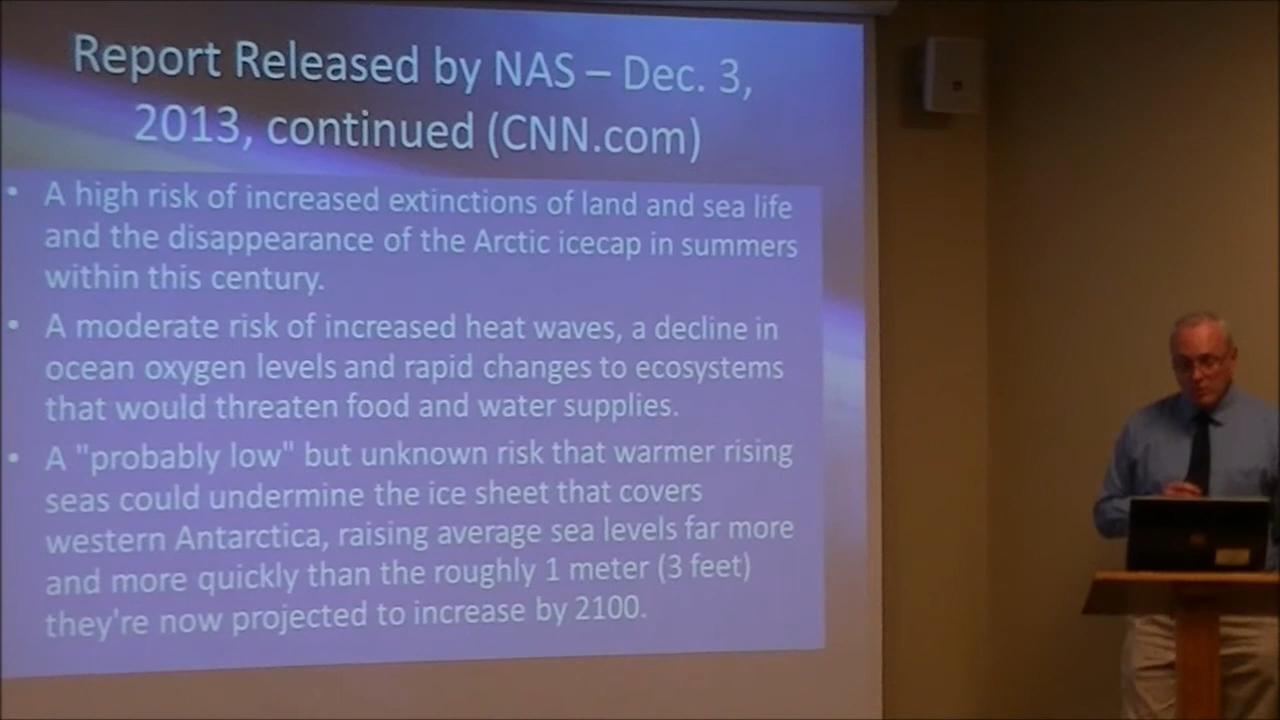 Report Released by NAS – Dec. 3,
2013, continued (CNN.com)
• A high risk of increased extinctions of land and sea life
and the disappearance of the Arctic icecap in summers
within this century.
• A moderate risk of increased heat waves, a decline in
ocean oxygen levels and rapid changes to ecosystems
that would threaten food and water supplies.
• A "probably low" but unknown risk that warmer rising
seas could undermine the ice sheet that covers
western Antarctica, raising average sea levels far more
and more quickly than the roughly 1 meter (3 feet)
they're now projected to increase by 2100.